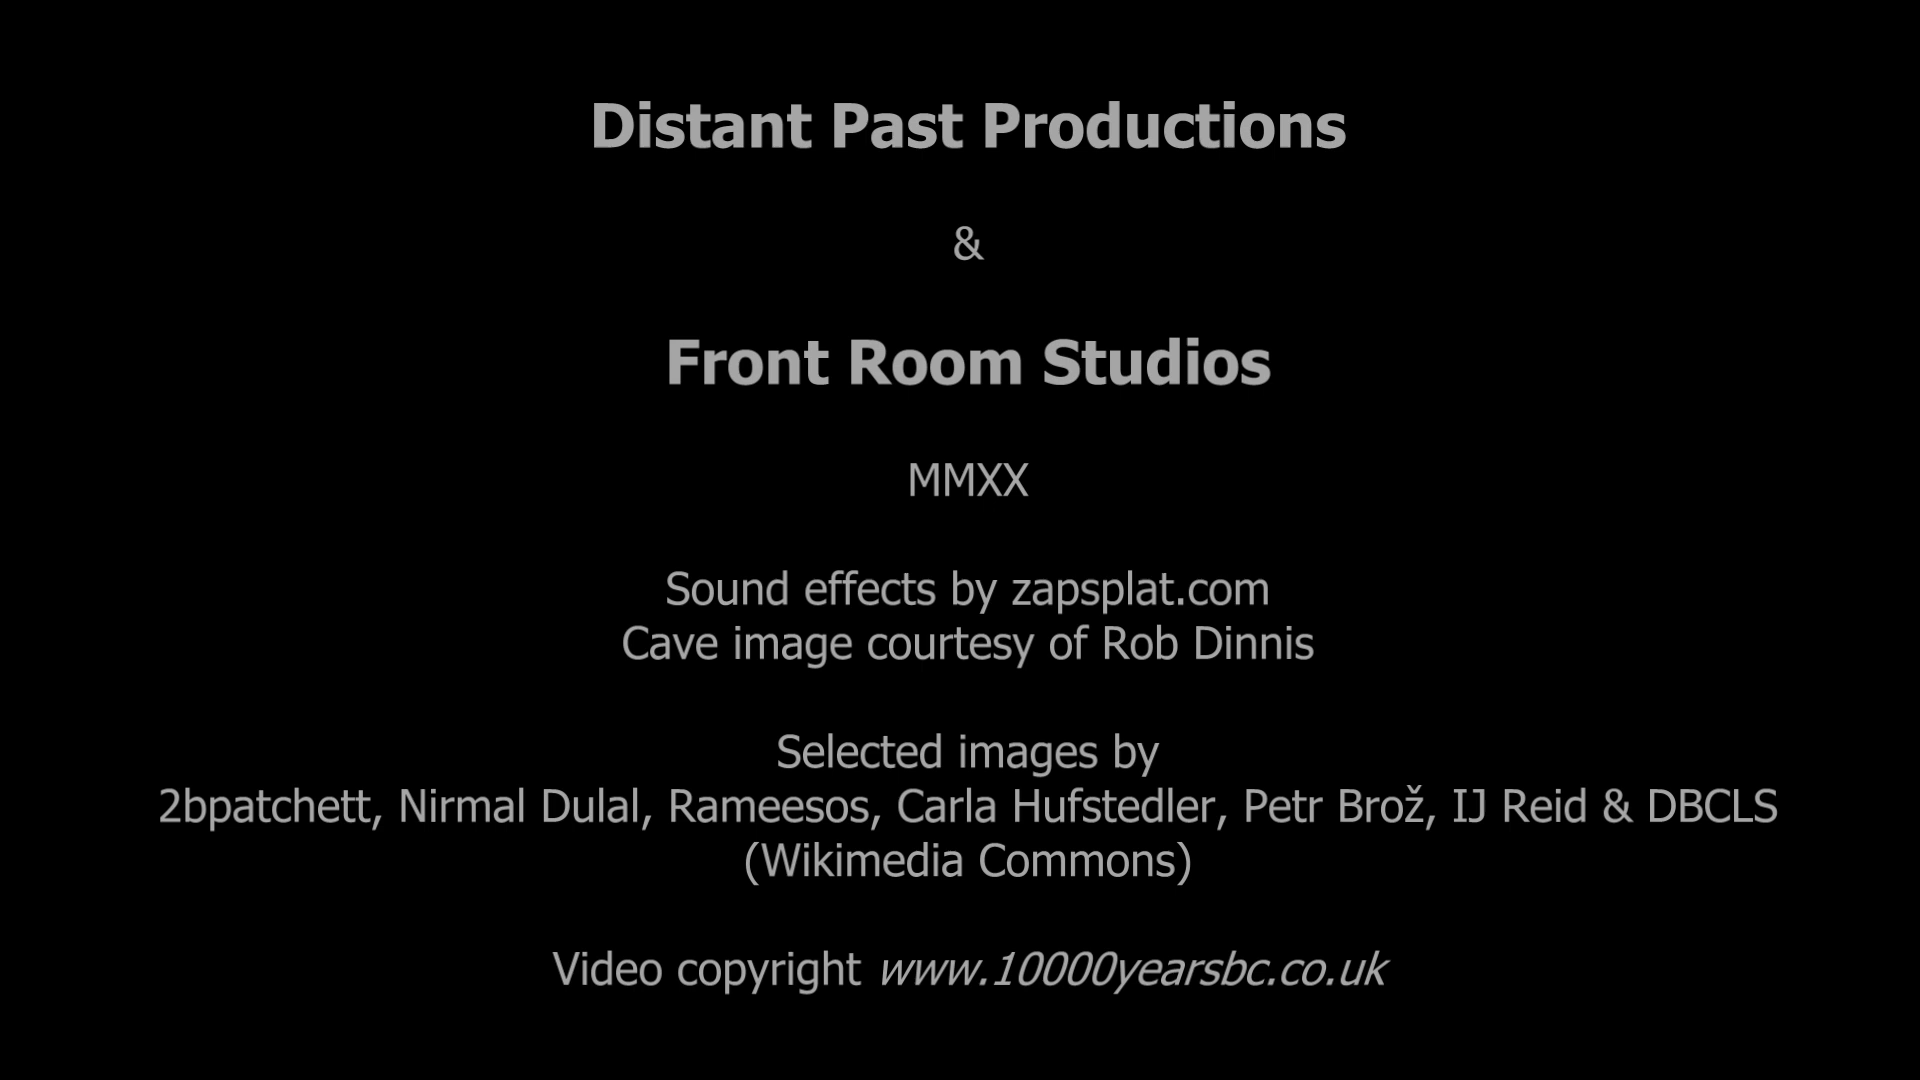 Distant Past Productions
&
Front Room Studios
MMXX
Sound effects by zapsplat.com
Cave image courtesy of Rob Dinnis
Selected images by
2bpatchett, Nirmal Dulal, Rameesos, Carla Hufstedler, Petr Brož, IJ Reid & DBCLS
(Wikimedia Commons)
Video copyright www.10000yearsbc.co.uk